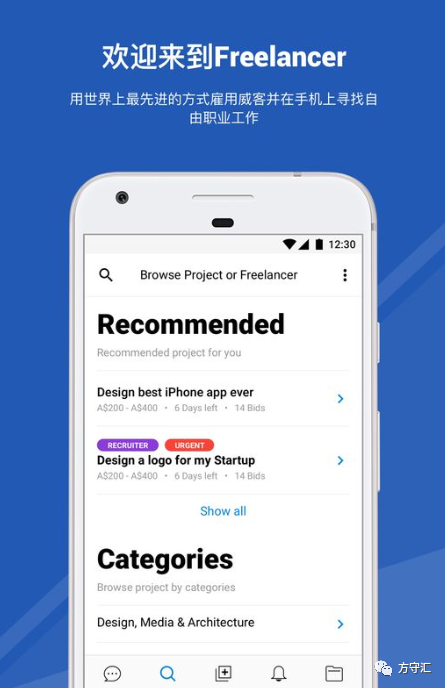 欢迎来到Freelancer
用世界上最先进的方式雇用威客并在手机上寻找自
由职业工作
12:30
Browse Project or Freelancer
Recommended
Recommended project for you
Design best iPhone app ever
A$200 - A$400 • 6 Days left • 14 Bids
RECRUITER URGENT
Design a logo for my Startup
A$200 - A$400 • 6 Days left • 14 Bids
Show all
Categories
Browse project by categories
Design, Media & Architecture
方守汇